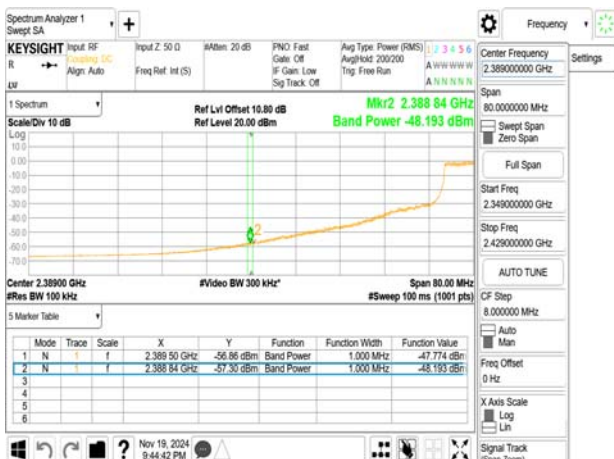 Spectrum Analyzer 1
Swept SA
+
Frequency
KEYSIGHT
R
Input: RF
Coupling: DC
Align: Auto
Input Z: 50 Ω
Freq Ref: Int (S)
#Atten: 20 dB
PNO: Fast
Gate: Off
IF Gain: Low
Sig Track: Off
Avg Type: Power (RMS)
Avg|Hold: 200/200
Trig: Free Run
1 2 3 4 5 6
A W W W W W
A N N N N N
1 Spectrum
Scale/Div 10 dB
Ref Lvl Offset 10.80 dB
Ref Level 20.00 dBm
Mkr2 2.388 84 GHz
Band Power -48.193 dBm
Log
10.0
0.00
-10.0
-20.0
-30.0
-40.0
-50.0
-60.0
-70.0
2
Center 2.38900 GHz
#Res BW 100 kHz
#Video BW 300 kHz*
Span 80.00 MHz
#Sweep 100 ms (1001 pts)
5 Marker Table
Mode Trace Scale X Y Function Function Width Function Value
1 N 1 f 2.389 50 GHz -56.86 dBm Band Power 1.000 MHz -47.774 dBm
2 N 1 f 2.388 84 GHz -57.30 dBm Band Power 1.000 MHz -48.193 dBm
3
4
5
6
?
Nov 19, 2024
9:44:42 PM
Center Frequency
2.389000000 GHz
Settings
Span
80.0000000 MHz
Swept Span
Zero Span
Full Span
Start Freq
2.349000000 GHz
Stop Freq
2.429000000 GHz
AUTO TUNE
CF Step
8.000000 MHz
Auto
Man
Freq Offset
0 Hz
X Axis Scale
Log
Lin
Signal Track
(Span Zoom)